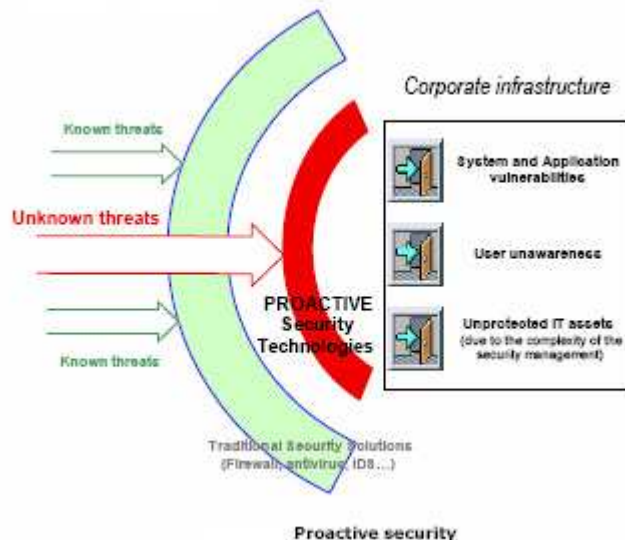 Corporate infrastructure
Known threats
System and Application
vulnerabilities
Unknown threats
User unawareness
PROACTIVE
Security
Technologies
Unprotected IT assets
(due to the complexity of the
security management)
Known threats
Traditional Security Solutions
(Firewall, antivirus, IDS...)
Proactive security